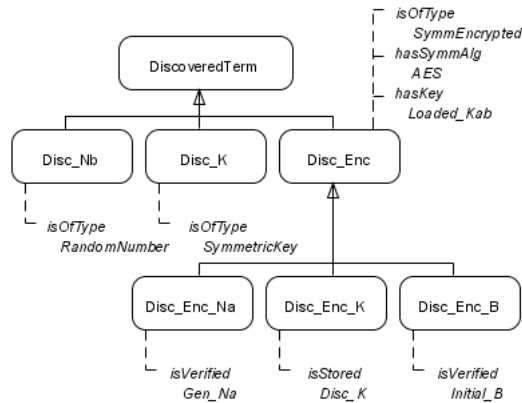 isOfType
SymmEncrypted
hasSymmAlg
AES
hasKey
Loaded_Kab
DiscoveredTerm
Disc_Nb
Disc_K
Disc_Enc
isOfType
RandomNumber
isOfType
SymmetricKey
Disc_Enc_Na
Disc_Enc_K
Disc_Enc_B
isVerified
Gen_Na
isStored
Disc_K
isVerified
Initial_B